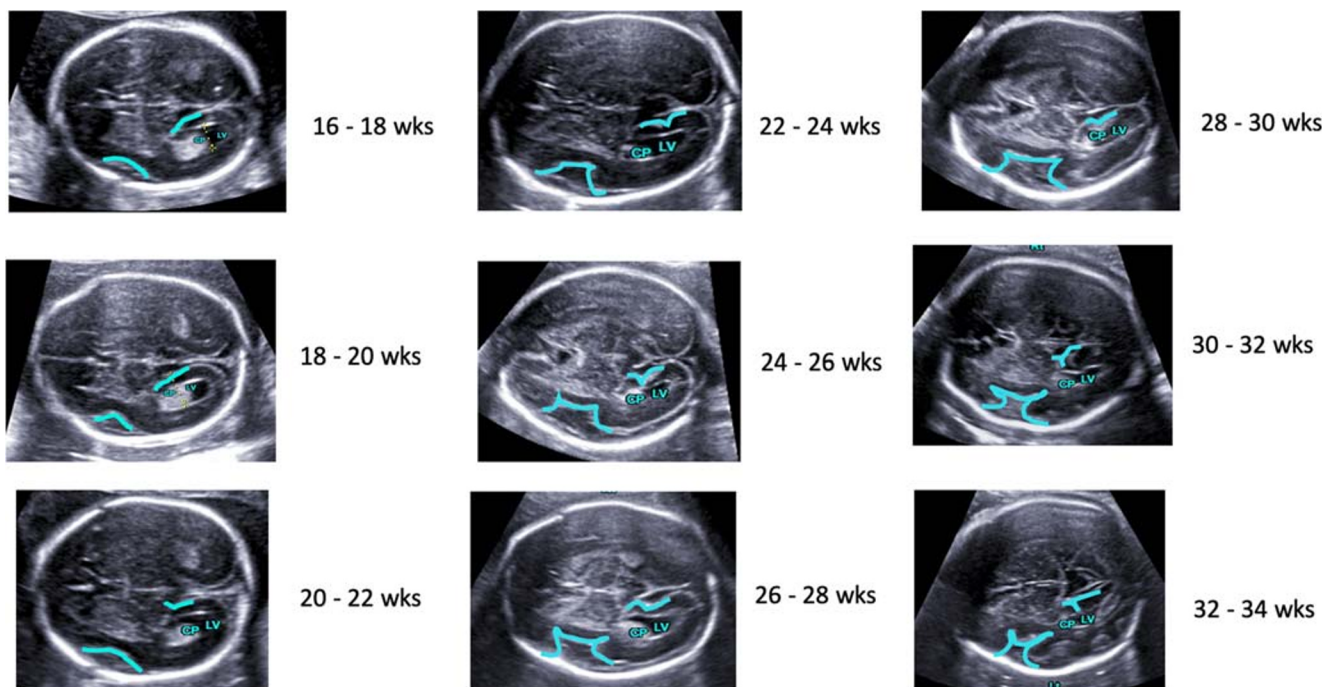 16 - 18 wks
CP LV
22 - 24 wks
CP LV
28 - 30 wks
CP LV
18 - 20 wks
CP LV
24 - 26 wks
CP LV
Rt
30 - 32 wks
CP LV
20 - 22 wks
CP LV
26 - 28 wks
CP LV
32 - 34 wks
CP LV